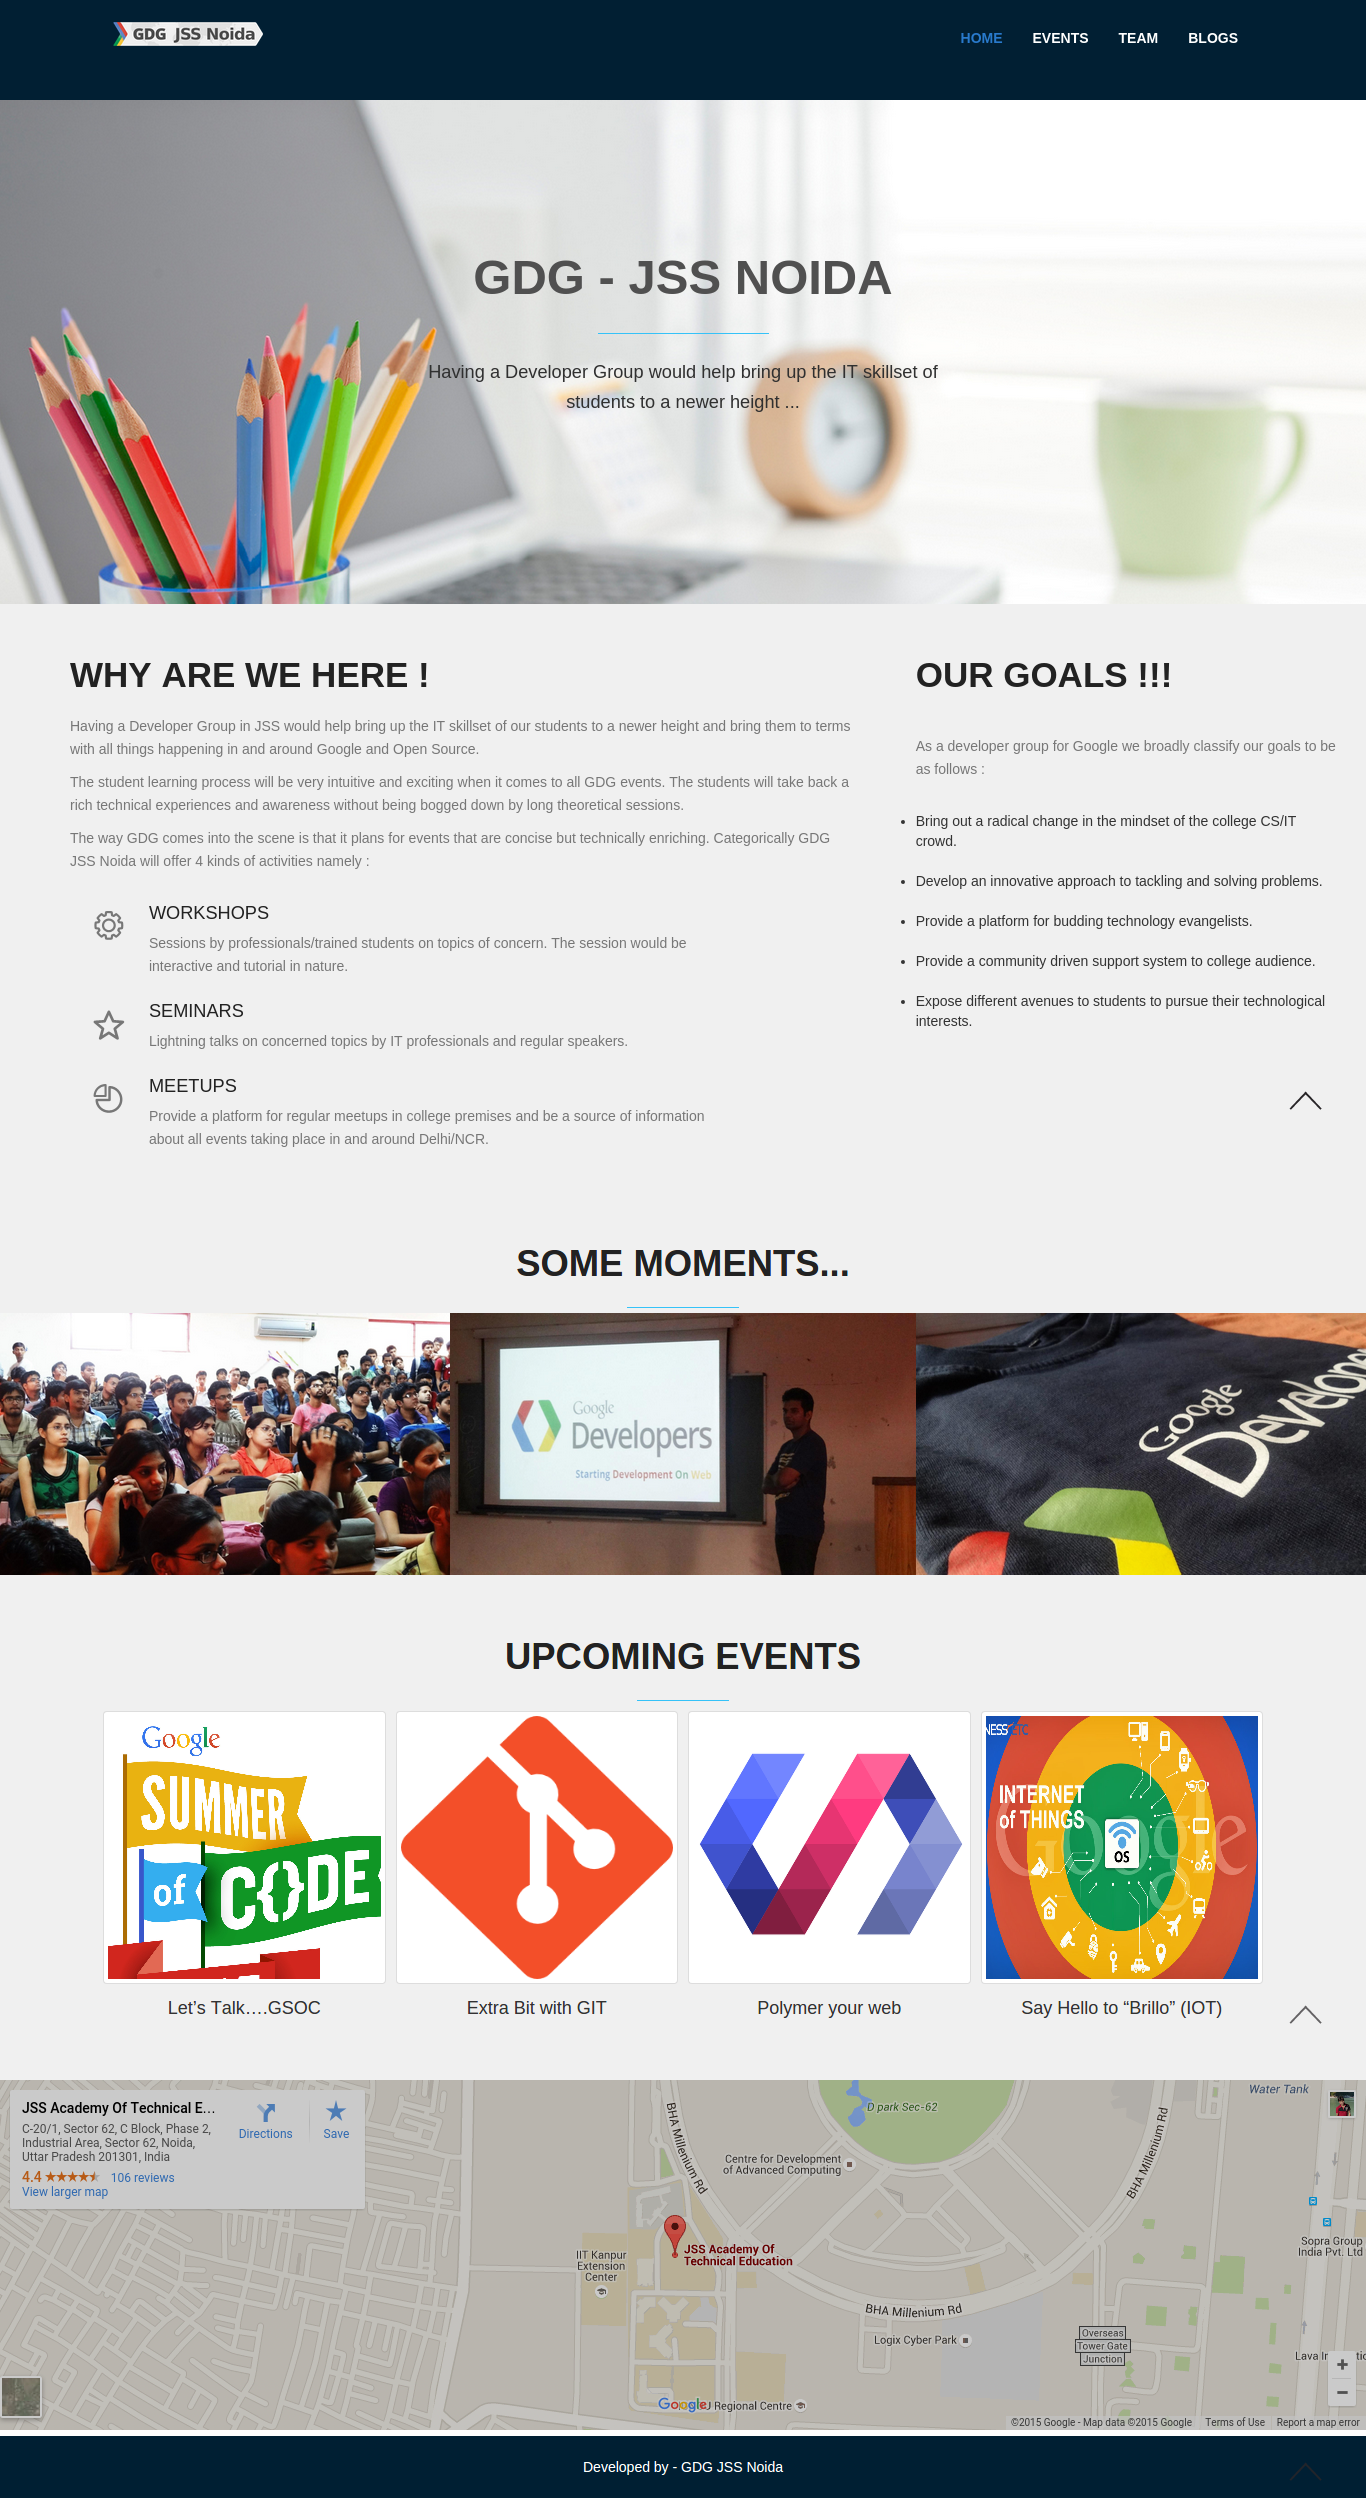 GDG JSS Noida
HOME EVENTS TEAM BLOGS
GDG - JSS NOIDA
Having a Developer Group would help bring up the IT skillset of
students to a newer height ...
WHY ARE WE HERE !
Having a Developer Group in JSS would help bring up the IT skillset of our students to a newer height and bring them to terms
with all things happening in and around Google and Open Source.
The student learning process will be very intuitive and exciting when it comes to all GDG events. The students will take back a
rich technical experiences and awareness without being bogged down by long theoretical sessions.
The way GDG comes into the scene is that it plans for events that are concise but technically enriching. Categorically GDG
JSS Noida will offer 4 kinds of activities namely :
WORKSHOPS
Sessions by professionals/trained students on topics of concern. The session would be
interactive and tutorial in nature.
SEMINARS
Lightning talks on concerned topics by IT professionals and regular speakers.
MEETUPS
Provide a platform for regular meetups in college premises and be a source of information
about all events taking place in and around Delhi/NCR.
OUR GOALS !!!
As a developer group for Google we broadly classify our goals to be
as follows :
• Bring out a radical change in the mindset of the college CS/IT
crowd.
• Develop an innovative approach to tackling and solving problems.
• Provide a platform for budding technology evangelists.
• Provide a community driven support system to college audience.
• Expose different avenues to students to pursue their technological
interests.
SOME MOMENTS...
Google
Developers
Starting Development On Web
Google
Develope
UPCOMING EVENTS
Google
SUMMER
of CODE
NESS ETC
INTERNET
of THINGS
Google
OS
Let’s Talk….GSOC
Extra Bit with GIT
Polymer your web
Say Hello to “Brillo” (IOT)
JSS Academy Of Technical E...
C-20/1, Sector 62, C Block, Phase 2,
Industrial Area, Sector 62, Noida,
Uttar Pradesh 201301, India
4.4 106 reviews
View larger map
Directions
Save
BHA Millenium Rd
D park Sec-62
Water Tank
Centre for Development
of Advanced Computing
BHA Millenium Rd
JSS Academy Of
Technical Education
IIT Kanpur
Extension
Center
Sopra Group
India Pvt. Ltd
BHA Millenium Rd
Logix Cyber Park
Overseas
Tower Gate
Junction
Lava
Google
U Regional Centre
©2015 Google - Map data ©2015 Google Terms of Use Report a map error
Developed by - GDG JSS Noida